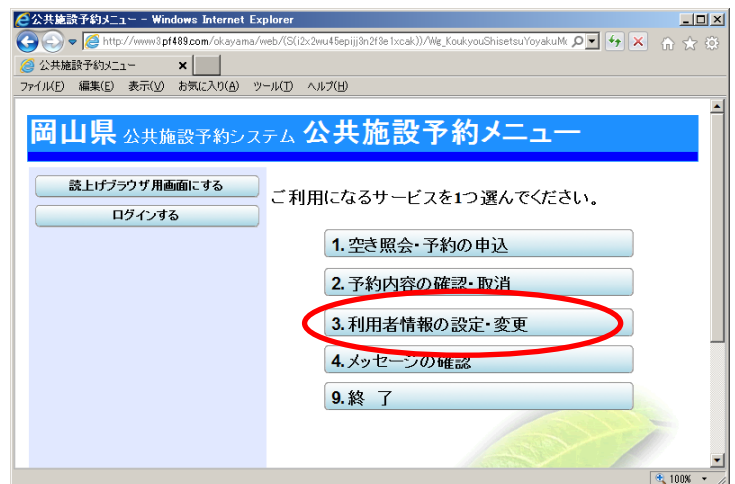 公共施設予約メニュー - Windows Internet Explorer
公共施設予約メニュー
ファイル(F) 編集(E) 表示(V) お気に入り(A) ツール(T) ヘルプ(H)
岡山県 公共施設予約システム 公共施設予約メニュー
読上げブラウザ用画面にする
ログインする
ご利用になるサービスを1つ選んでください。
1.空き照会・予約の申込
2.予約内容の確認・取消
3.利用者情報の設定・変更
4.メッセージの確認
9.終 了
100%